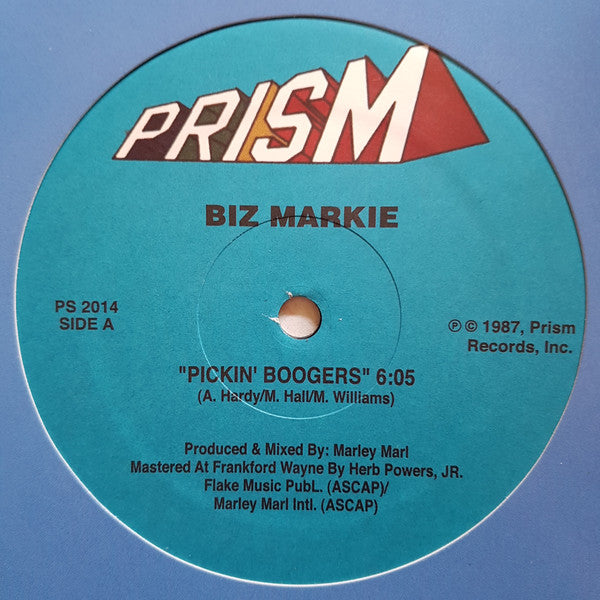 PRISM
BIZ MARKIE
PS 2014
SIDE A
℗ © 1987, Prism
Records, Inc.
"PICKIN' BOOGERS" 6:05
(A. Hardy/M. Hall/M. Williams)
Produced & Mixed By: Marley Marl
Mastered At Frankford Wayne By Herb Powers, JR.
Flake Music PubL. (ASCAP)/
Marley Marl Intl. (ASCAP)